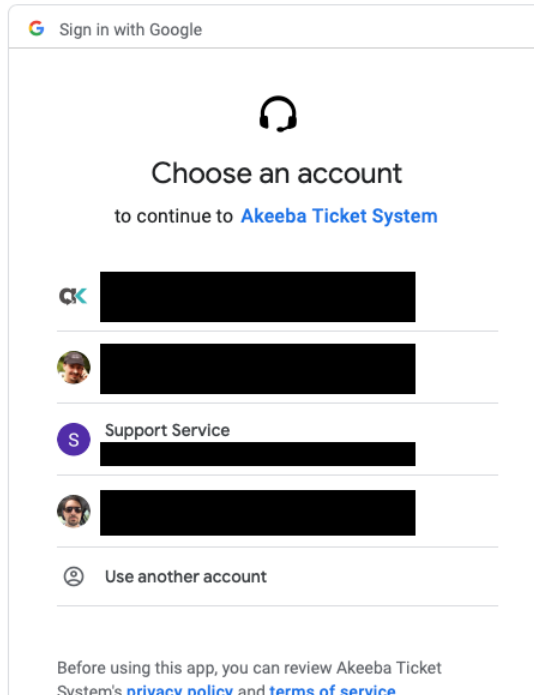 Sign in with Google
Choose an account
to continue to Akeeba Ticket System
Support Service
S
Use another account
Before using this app, you can review Akeeba Ticket
System's privacy policy and terms of service